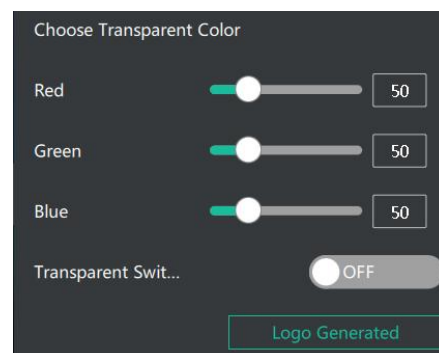 Choose Transparent Color
Red 50
Green 50
Blue 50
Transparent Swit... OFF
Logo Generated